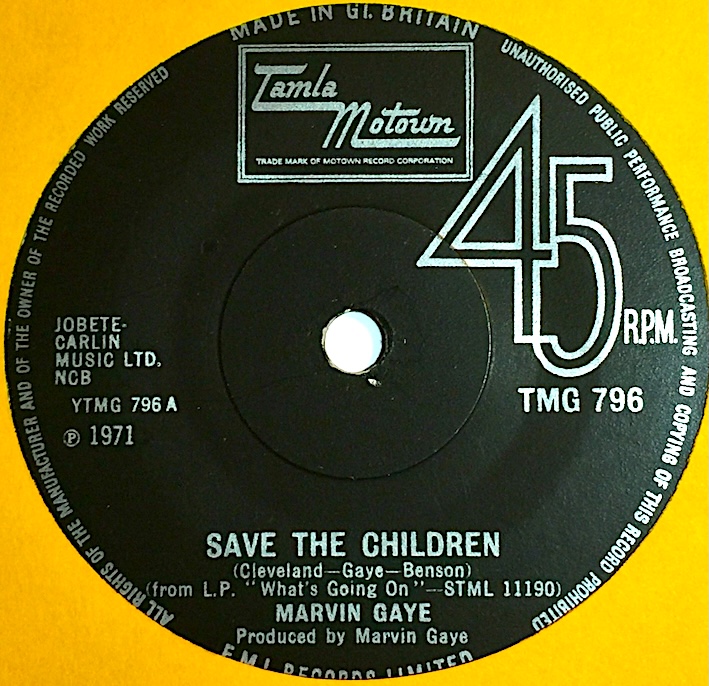 MADE IN GT. BRITAIN
Tamla
Motown
TRADE MARK OF MOTOWN RECORD CORPORATION
45
R.P.M.
TMG 796
JOBETE-
CARLIN
MUSIC LTD.
NCB
YTMG 796 A
℗ 1971
SAVE THE CHILDREN
(Cleveland—Gaye—Benson)
(from L.P. "What's Going On"—STML 11190)
MARVIN GAYE
Produced by Marvin Gaye
E.M.I. RECORDS LIMITED
ALL RIGHTS OF THE MANUFACTURER AND OF THE OWNER OF THE RECORDED WORK RESERVED
UNAUTHORISED PUBLIC PERFORMANCE BROADCASTING AND COPYING OF THIS RECORD PROHIBITED